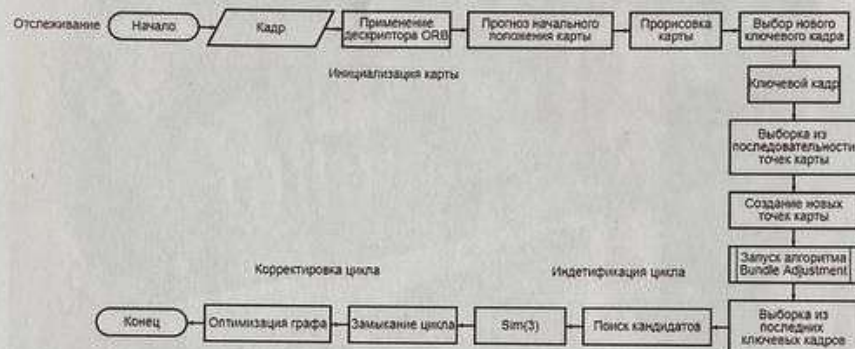 Отслеживание
Начало
Кадр
Применение
дескриптора ORB
Прогноз начального
положения карты
Прорисовка
карты
Выбор нового
ключевого кадра
Инициализация карты
Ключевой кадр
Выборка из
последовательности
точек карты
Создание новых
точек карты
Запуск алгоритма
Bundle Adjustment
Корректировка цикла
Индетификация цикла
Выборка из
последних
ключевых кадров
Поиск кандидатов
Sim(3)
Замыкание цикла
Оптимизация графа
Конец